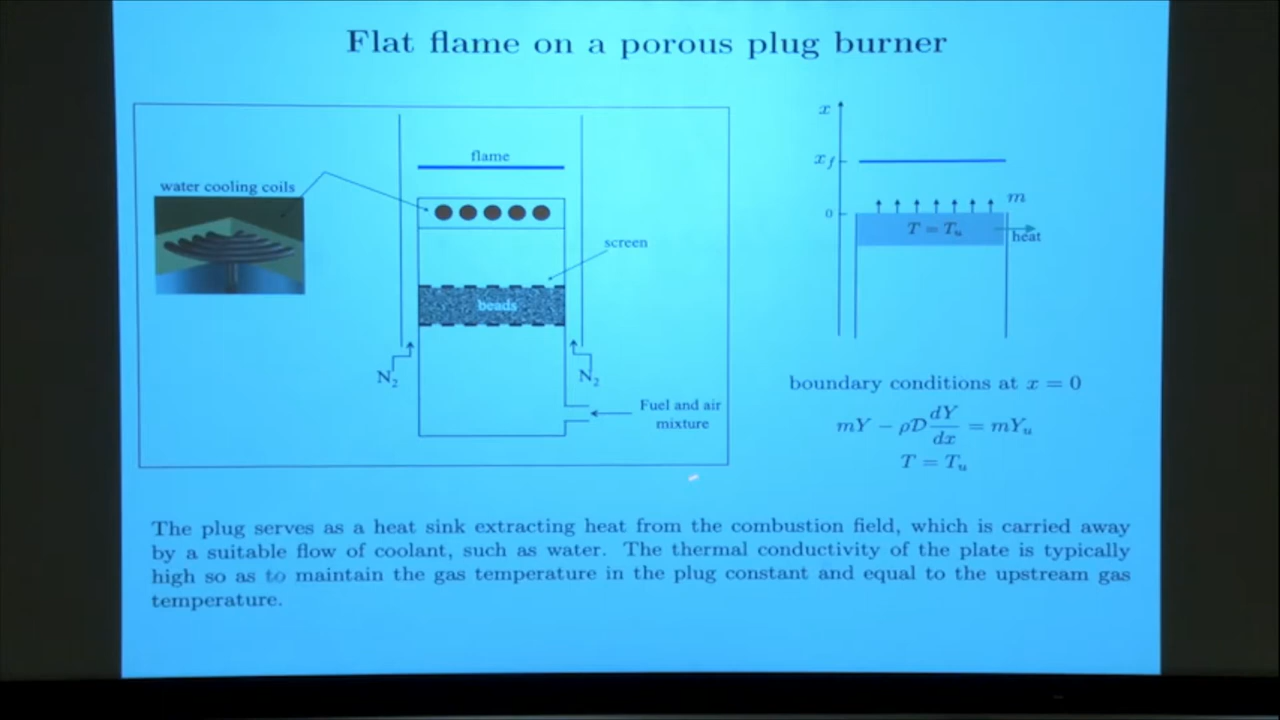 Flat flame on a porous plug burner
flame
water cooling coils
screen
beads
N₂
N₂
Fuel and air
mixture
x
x_f
0
m
T = T_u
heat
boundary conditions at x = 0
mY − ρD dY/dx = mY_u
T = T_u
The plug serves as a heat sink extracting heat from the combustion field, which is carried away
by a suitable flow of coolant, such as water. The thermal conductivity of the plate is typically
high so as to maintain the gas temperature in the plug constant and equal to the upstream gas
temperature.